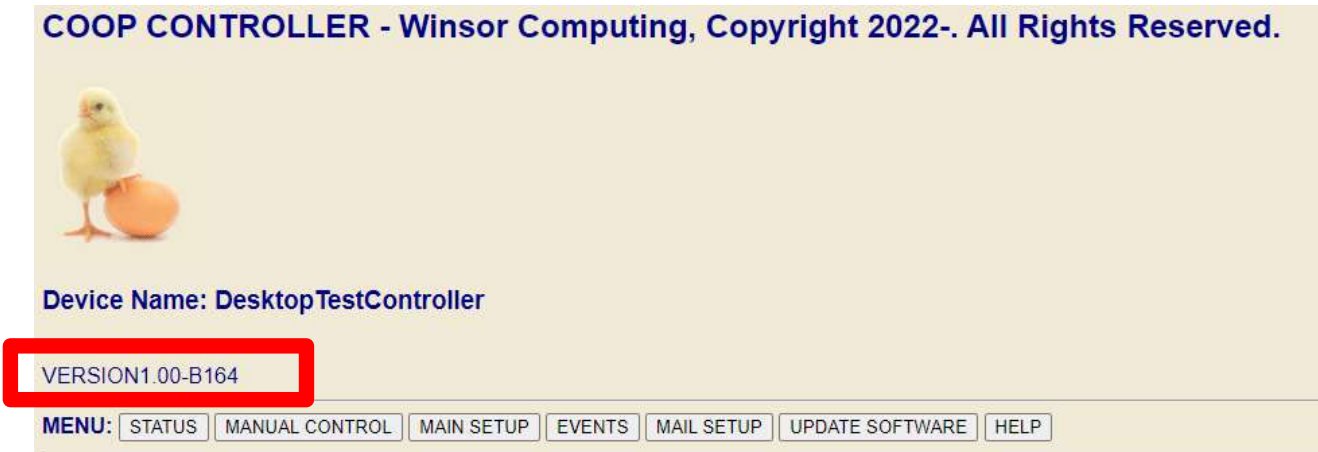 COOP CONTROLLER - Winsor Computing, Copyright 2022-. All Rights Reserved.
Device Name: DesktopTestController
VERSION1.00-B164
MENU: STATUS MANUAL CONTROL MAIN SETUP EVENTS MAIL SETUP UPDATE SOFTWARE HELP